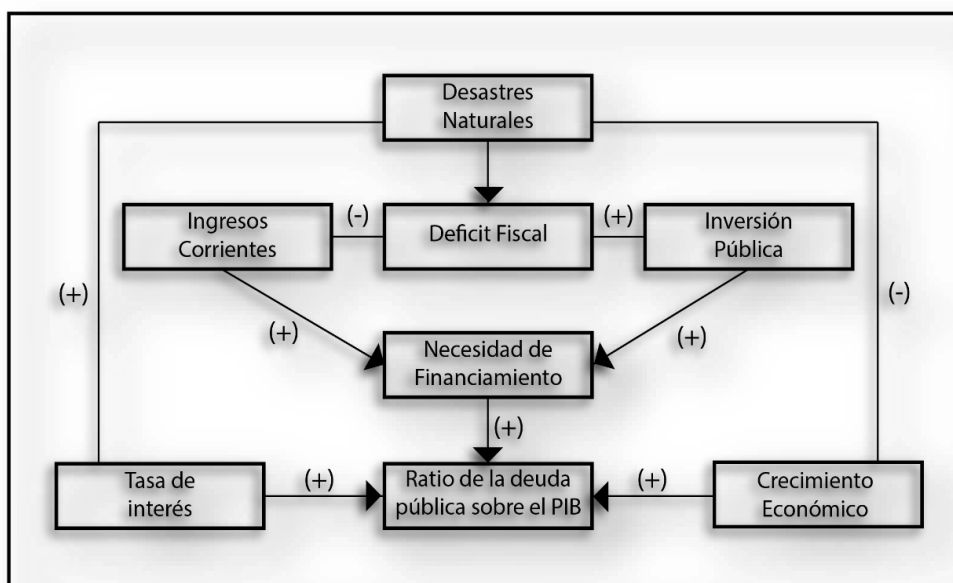 Desastres
Naturales
Ingresos
Corrientes
(-)
Deficit Fiscal
(+)
Inversión
Pública
(+)
(-)
(+)
(+)
Necesidad de
Financiamiento
(+)
Tasa de
interés
(+)
Ratio de la deuda
pública sobre el PIB
(+)
Crecimiento
Económico